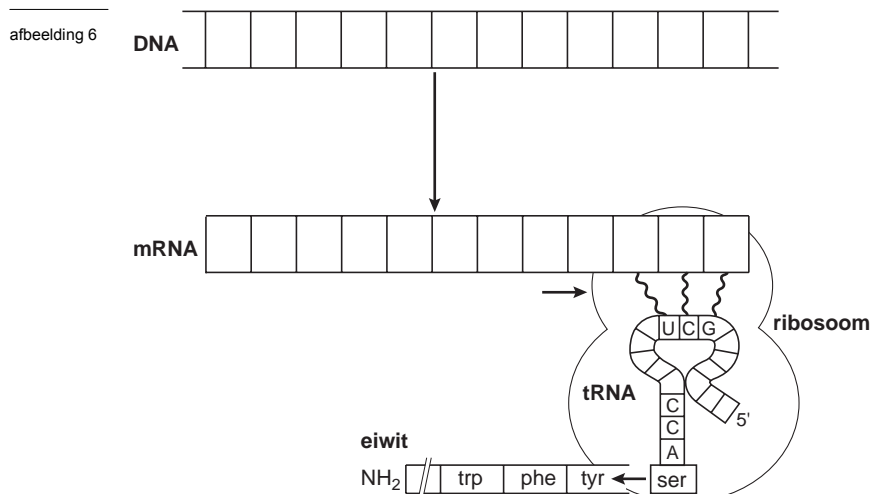 afbeelding 6
DNA
mRNA
ribosoom
U C G
tRNA
C
C
A
5'
eiwit
NH2 trp phe tyr ser